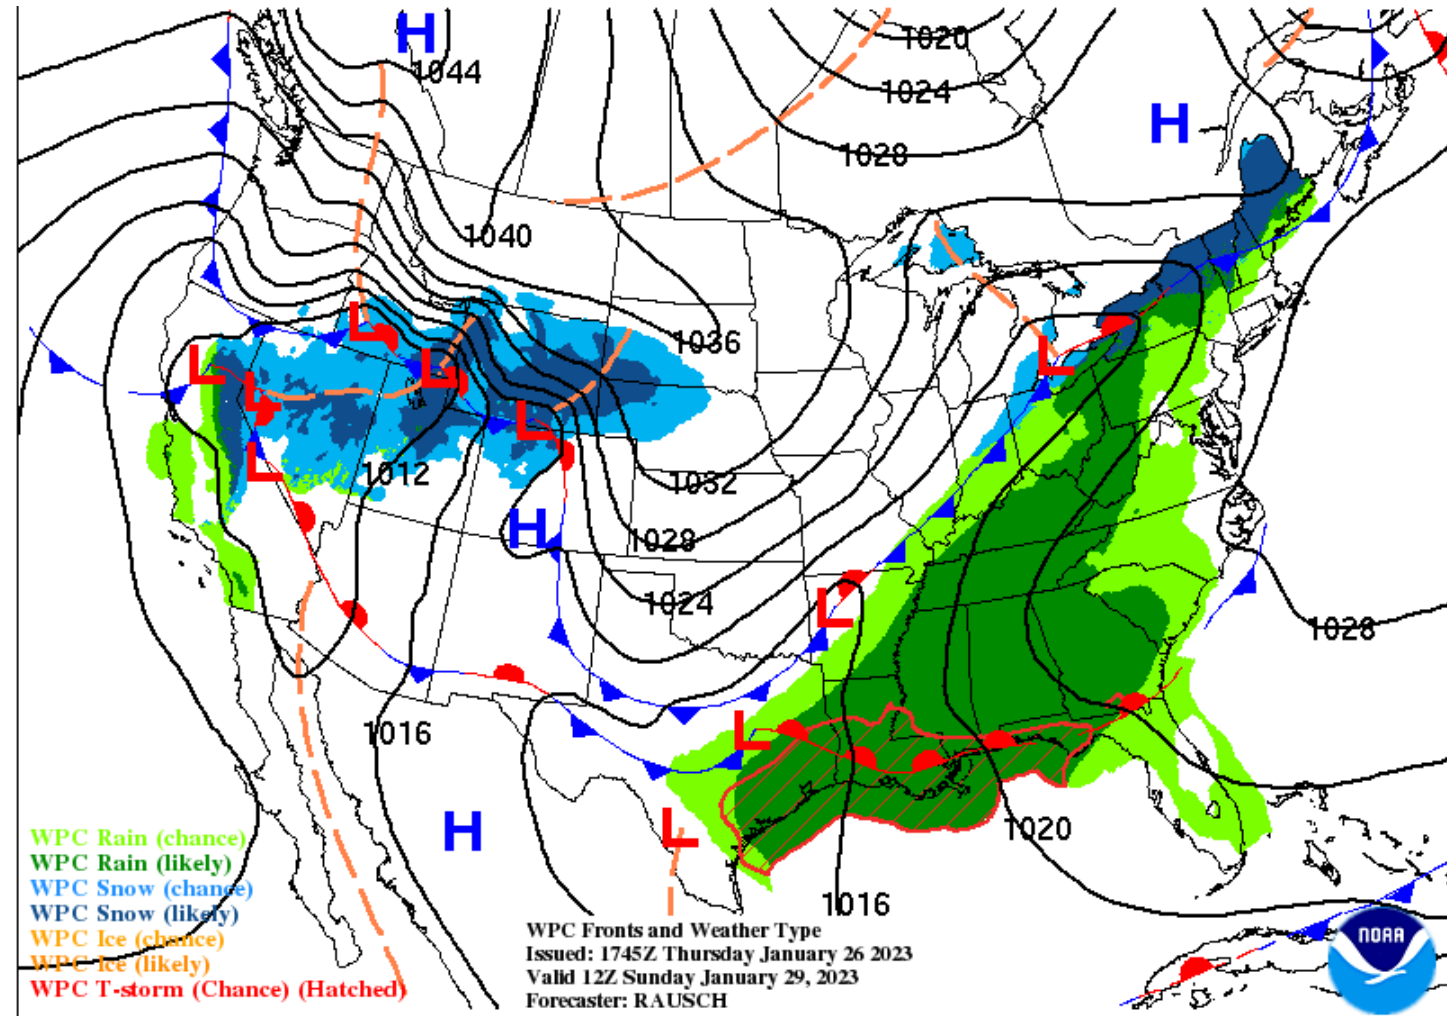 H
1020
1044
1024
H
1028
1040
L
1036
L
L
L
L
L
L
1012
1032
H
1028
1024
L
1028
1016
L
H
L
1020
1016
WPC Rain (chance)
WPC Rain (likely)
WPC Snow (chance)
WPC Snow (likely)
WPC Ice (chance)
WPC Ice (likely)
WPC T-storm (Chance) (Hatched)
WPC Fronts and Weather Type
Issued: 1745Z Thursday January 26 2023
Valid 12Z Sunday January 29, 2023
Forecaster: RAUSCH
NOAA